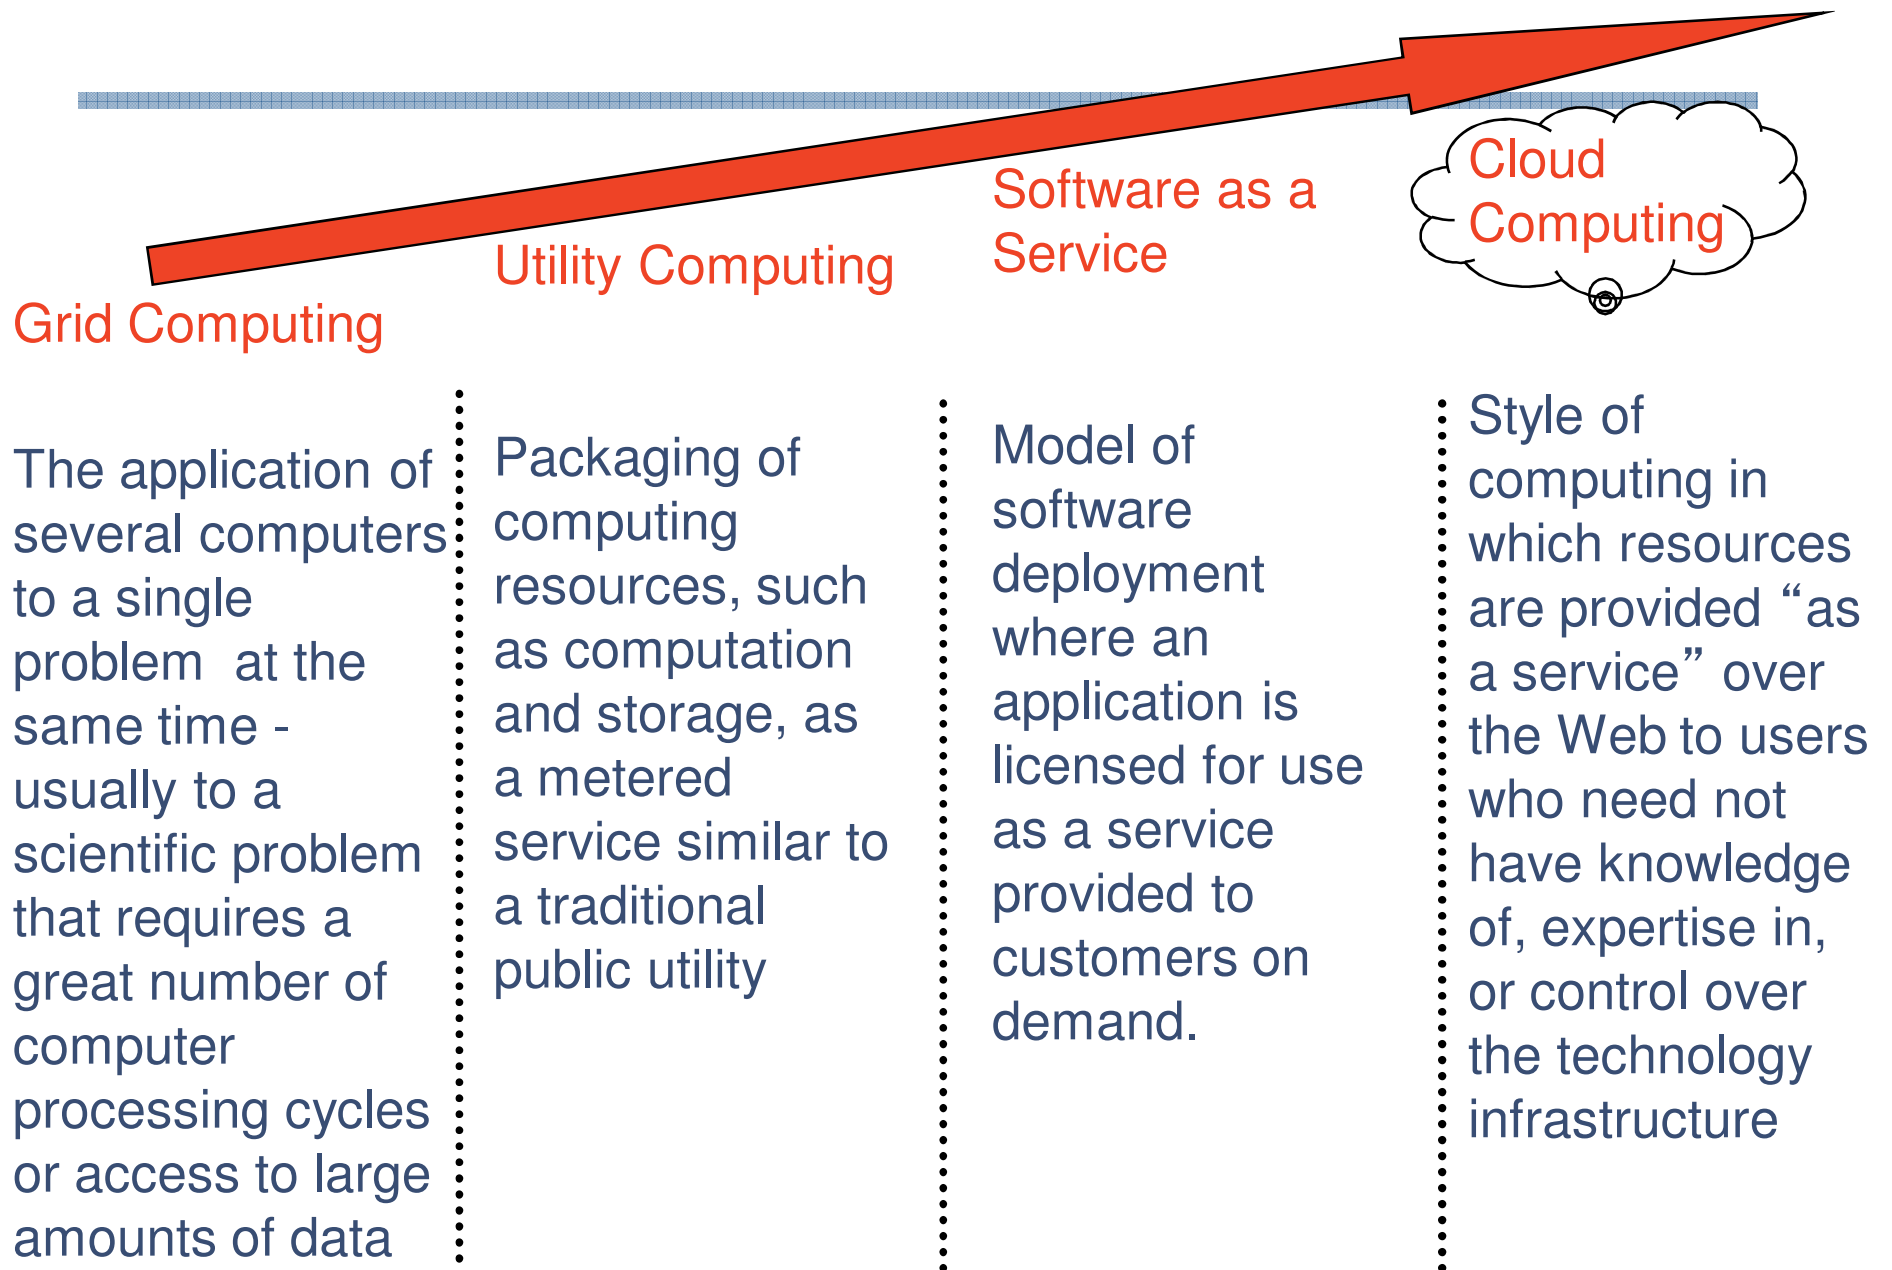 Grid Computing
The application of
several computers
to a single
problem at the
same time -
usually to a
scientific problem
that requires a
great number of
computer
processing cycles
or access to large
amounts of data
Utility Computing
Packaging of
computing
resources, such
as computation
and storage, as
a metered
service similar to
a traditional
public utility
Software as a
Service
Model of
software
deployment
where an
application is
licensed for use
as a service
provided to
customers on
demand.
Cloud
Computing
Style of
computing in
which resources
are provided “as
a service” over
the Web to users
who need not
have knowledge
of, expertise in,
or control over
the technology
infrastructure